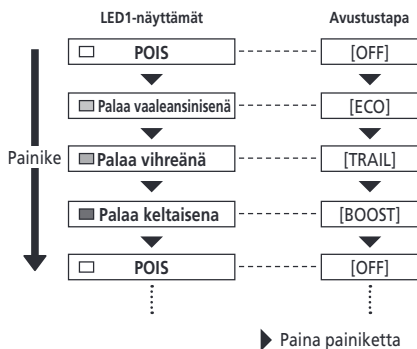 LED1-näyttämät Avustustapa
POIS [OFF]
Palaa vaaleansinisenä [ECO]
Painike Palaa vihreänä [TRAIL]
Palaa keltaisena [BOOST]
POIS [OFF]
Paina painiketta